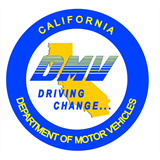 CALIFORNIA
DMV
DRIVING
CHANGE...
DEPARTMENT OF MOTOR VEHICLES